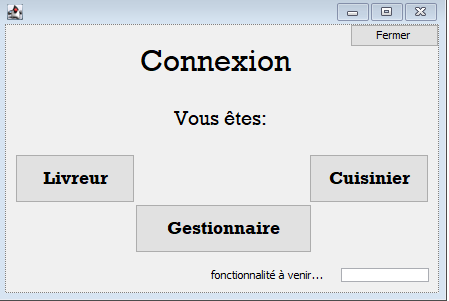 Fermer
Connexion
Vous êtes:
Livreur
Cuisinier
Gestionnaire
fonctionnalité à venir...